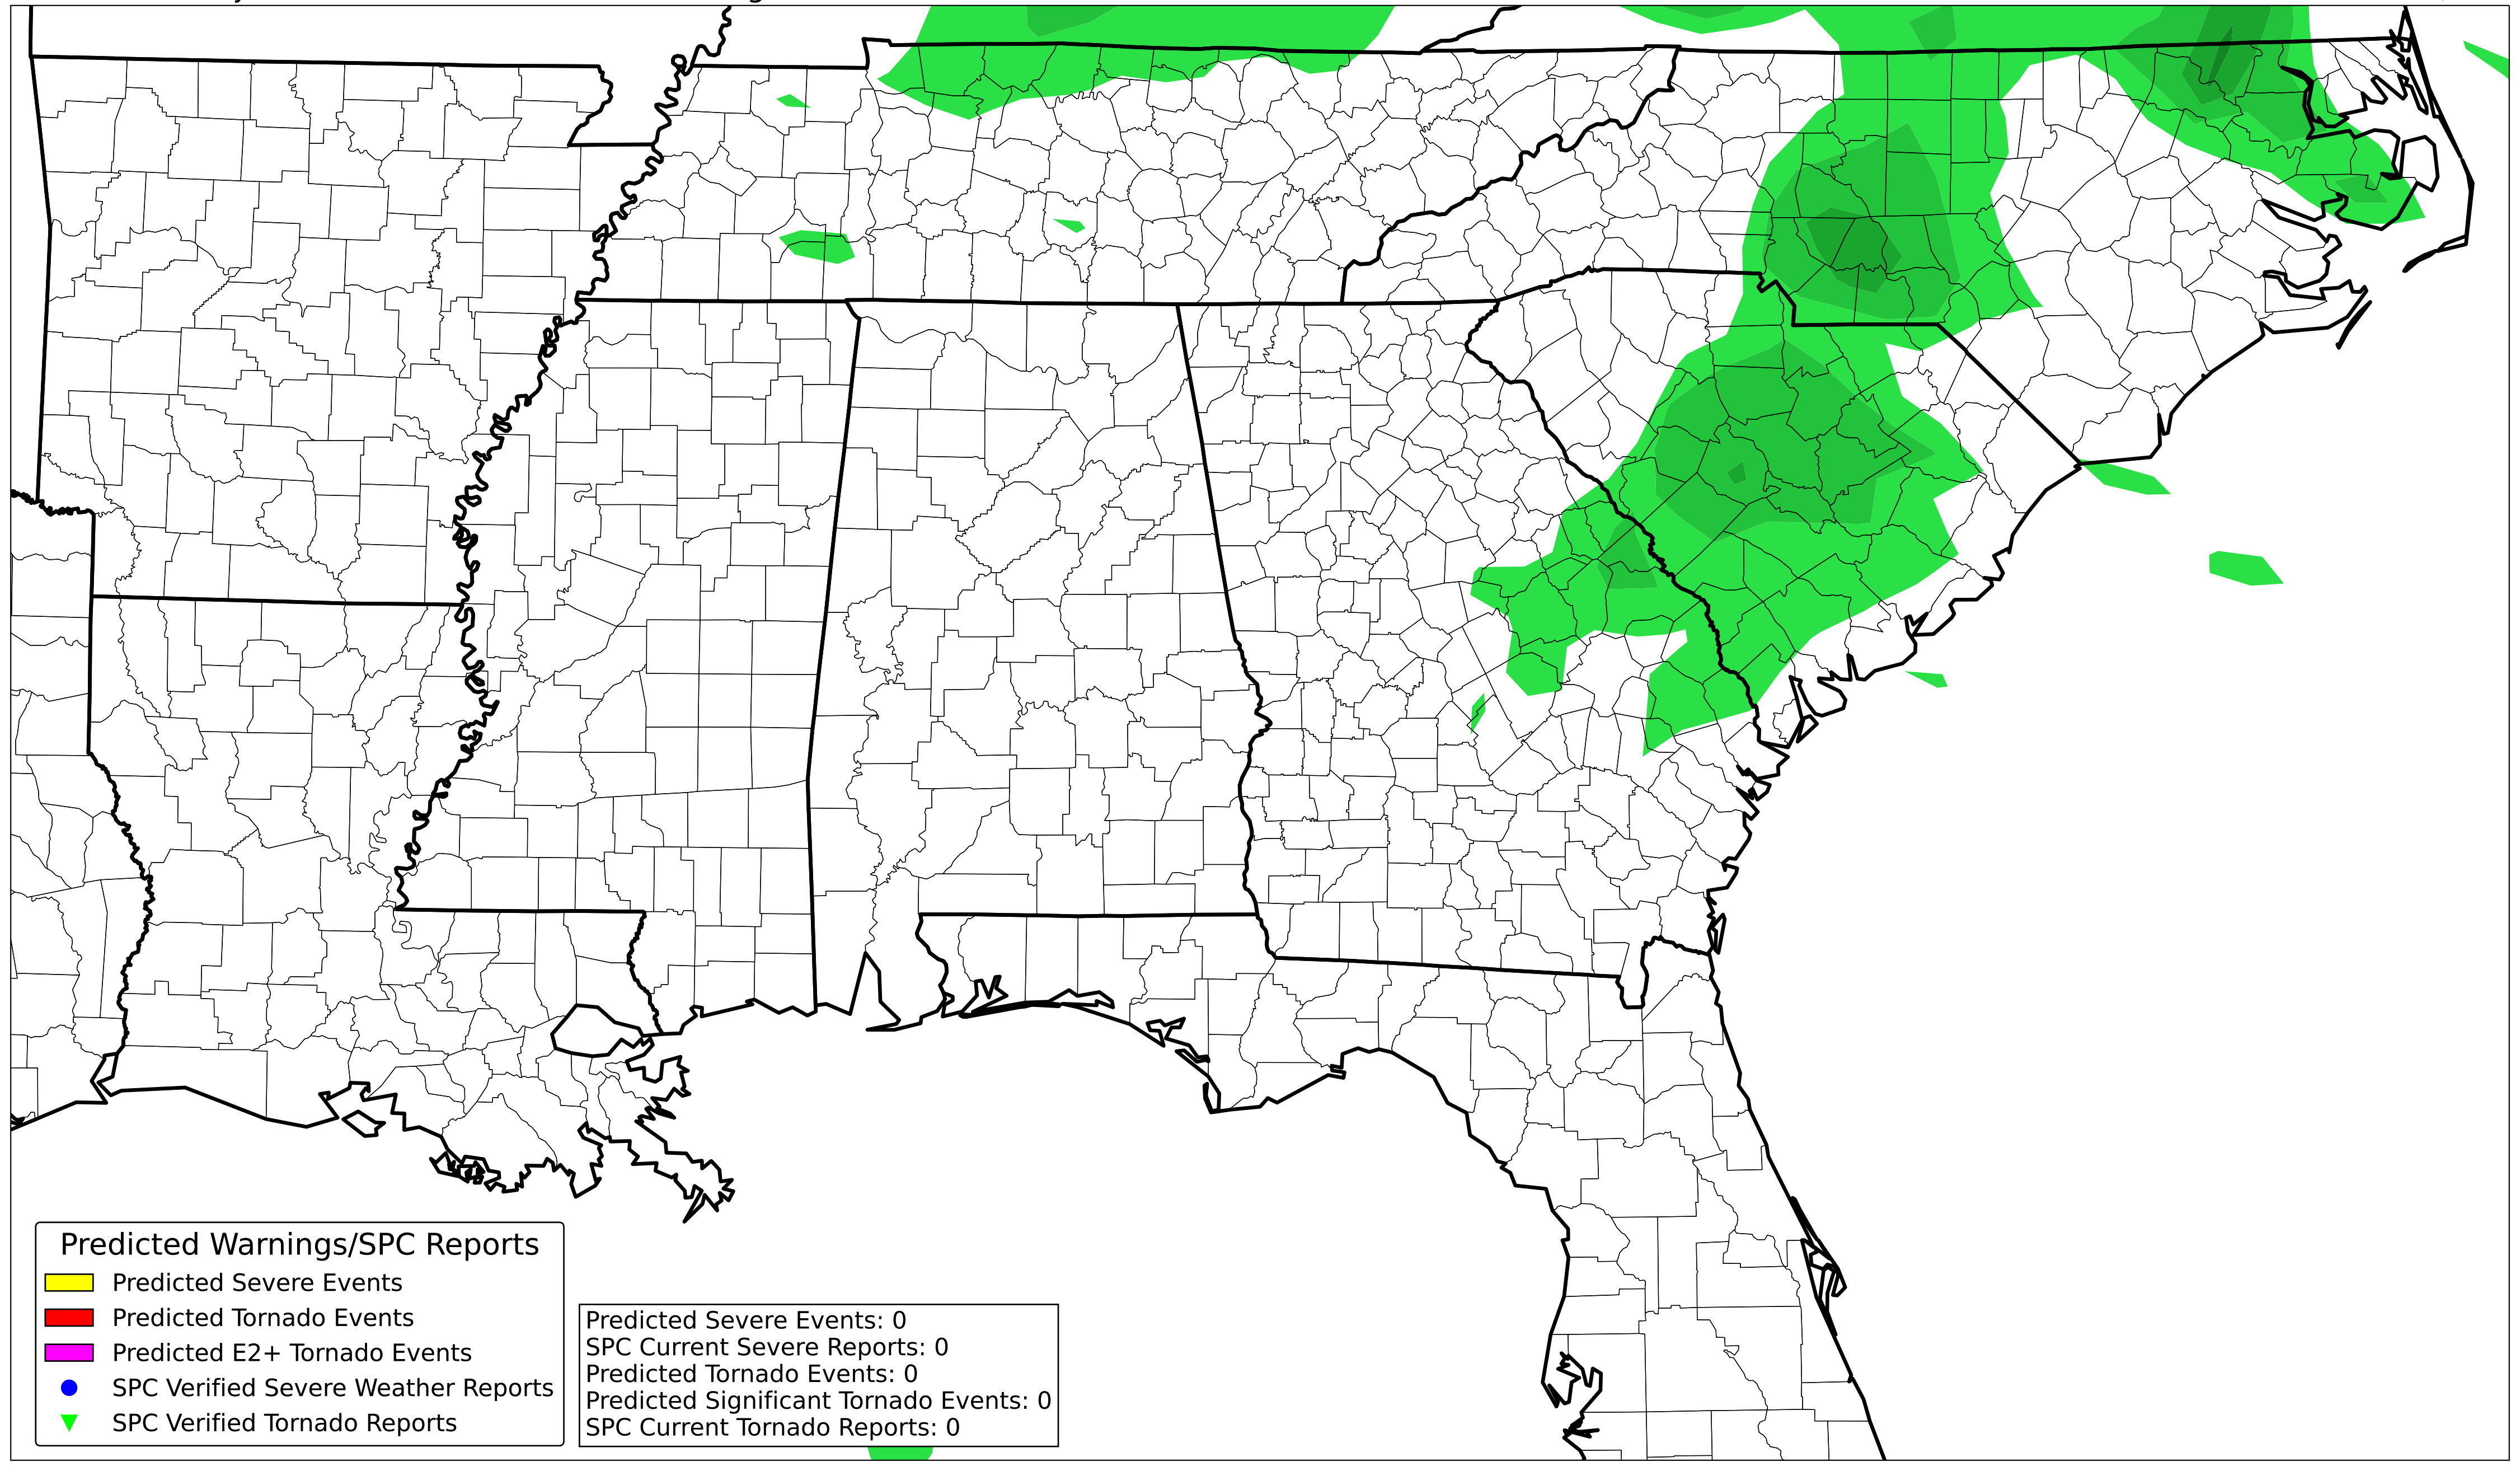 Predicted Warnings/SPC Reports
Predicted Severe Events
Predicted Tornado Events
Predicted E2+ Tornado Events
SPC Verified Severe Weather Reports
SPC Verified Tornado Reports
Predicted Severe Events: 0
SPC Current Severe Reports: 0
Predicted Tornado Events: 0
Predicted Significant Tornado Events: 0
SPC Current Tornado Reports: 0